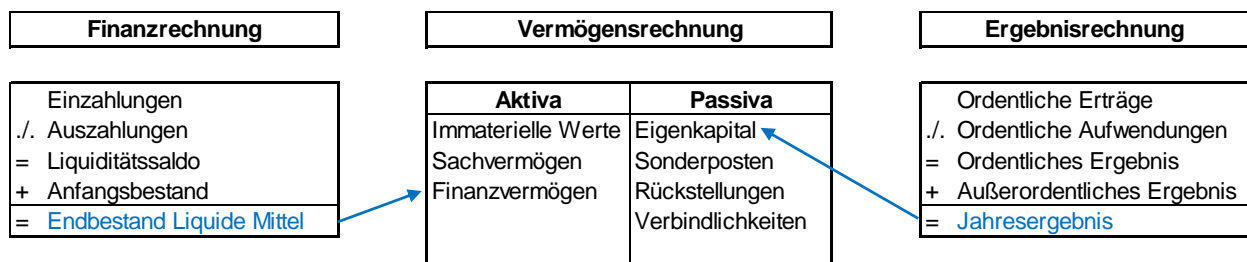 Finanzrechnung
Vermögensrechnung
Ergebnisrechnung
Einzahlungen
./. Auszahlungen
= Liquiditätssaldo
+ Anfangsbestand
= Endbestand Liquide Mittel
Aktiva Passiva
Immaterielle Werte Eigenkapital
Sachvermögen Sonderposten
Finanzvermögen Rückstellungen
Verbindlichkeiten
Ordentliche Erträge
./. Ordentliche Aufwendungen
= Ordentliches Ergebnis
+ Außerordentliches Ergebnis
= Jahresergebnis